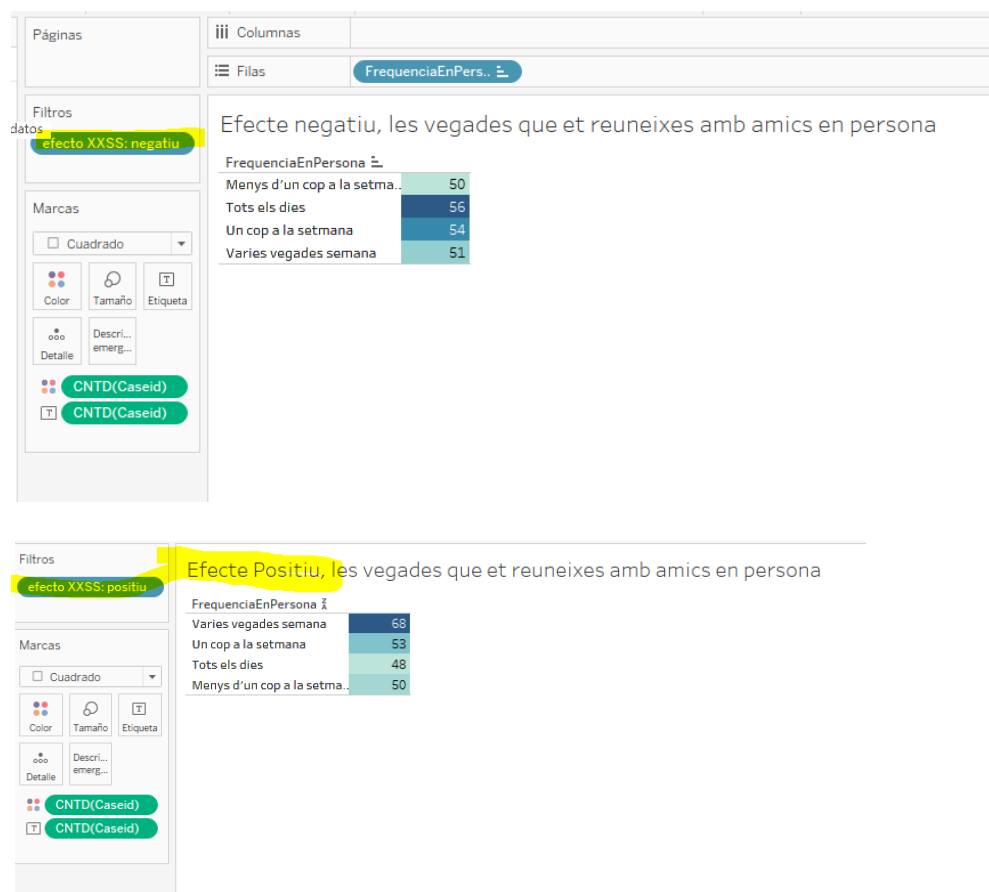 Páginas
Columnas
Filas
FrequenciaEnPers..
Filtros
datos
efecto XXSS: negatiu
Efecte negatiu, les vegades que et reuneixes amb amics en persona
FrequenciaEnPersona
Menys d'un cop a la setma.. 50
Tots els dies 56
Un cop a la setmana 54
Varies vegades semana 51
Marcas
Cuadrado
Color Tamaño Etiqueta
Detalle Descri... emerg...
CNTD(Caseid)
T CNTD(Caseid)
Filtros
efecto XXSS: positiu
Efecte Positiu, les vegades que et reuneixes amb amics en persona
FrequenciaEnPersona
Varies vegades semana 68
Un cop a la setmana 53
Tots els dies 48
Menys d'un cop a la setma.. 50
Marcas
Cuadrado
Color Tamaño Etiqueta
Detalle Descri... emerg...
CNTD(Caseid)
T CNTD(Caseid)